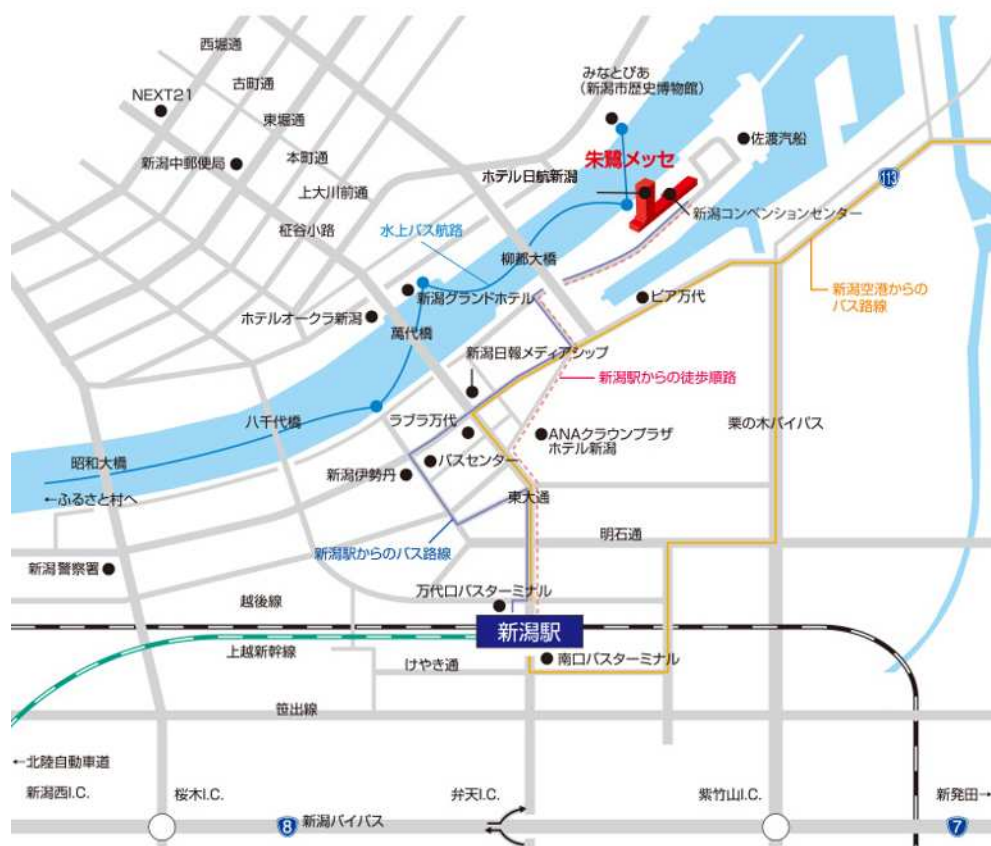 西堀通
みなとぴあ
（新潟市歴史博物館）
古町通
NEXT21
東堀通
佐渡汽船
新潟中郵便局
本町通
朱鷺メッセ
ホテル日航新潟
113
上大川前通
新潟コンベンションセンター
柾谷小路
水上バス航路
柳都大橋
新潟グランドホテル
ピア万代
新潟空港からの
バス路線
ホテルオークラ新潟
萬代橋
新潟日報メディアシップ
新潟駅からの徒歩順路
八千代橋
ラブラ万代
栗の木バイパス
ANAクラウンプラザ
ホテル新潟
昭和大橋
バスセンター
新潟伊勢丹
←ふるさと村へ
東大通
明石通
新潟駅からのバス路線
新潟警察署
万代口バスターミナル
越後線
新潟駅
上越新幹線
けやき通
南口バスターミナル
笹出線
←北陸自動車道
新潟西I.C.
桜木I.C.
弁天I.C.
紫竹山I.C.
新発田→
8
新潟バイパス
7